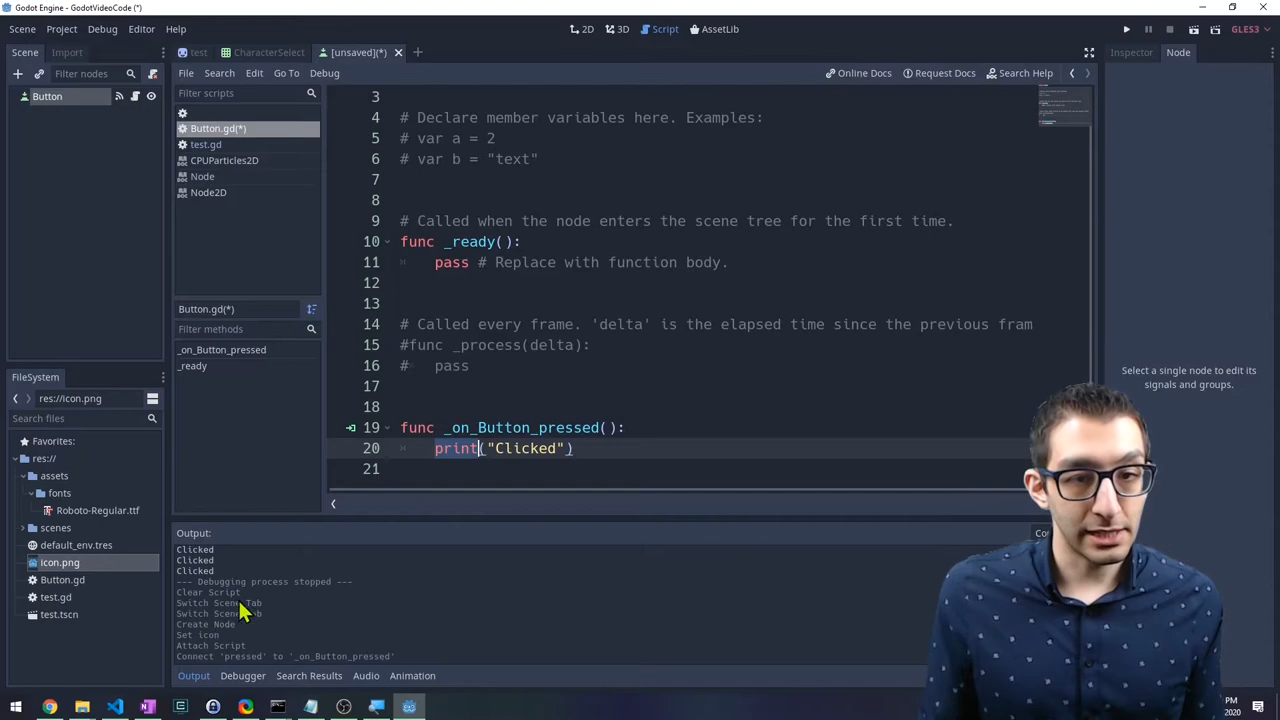 Godot Engine - GodotVideoCode (*)
Scene Project Debug Editor Help
2D 3D Script AssetLib
GLES3
Scene Import
test CharacterSelect [unsaved](*)
Inspector Node
Filter nodes
File Search Edit Go To Debug
Online Docs Request Docs Search Help
Button
Filter scripts
Button.gd(*)
test.gd
CPUParticles2D
Node
Node2D
Button.gd(*)
Filter methods
_on_Button_pressed
_ready
3
4 # Declare member variables here. Examples:
5 # var a = 2
6 # var b = "text"
7
8
9 # Called when the node enters the scene tree for the first time.
10 func _ready():
11 pass # Replace with function body.
12
13
14 # Called every frame. 'delta' is the elapsed time since the previous fram
15 #func _process(delta):
16 # pass
17
18
19 func _on_Button_pressed():
20 print("Clicked")
21
Select a single node to edit its
signals and groups.
FileSystem
res://icon.png
Search files
Favorites:
res://
assets
fonts
Roboto-Regular.ttf
scenes
default_env.tres
icon.png
Button.gd
test.gd
test.tscn
Output:
Clicked
Clicked
Clicked
--- Debugging process stopped ---
Clear Script
Switch Scene Tab
Switch Scene Tab
Create Node
Set icon
Attach Script
Connect 'pressed' to '_on_Button_pressed'
Output Debugger Search Results Audio Animation
PM
2020